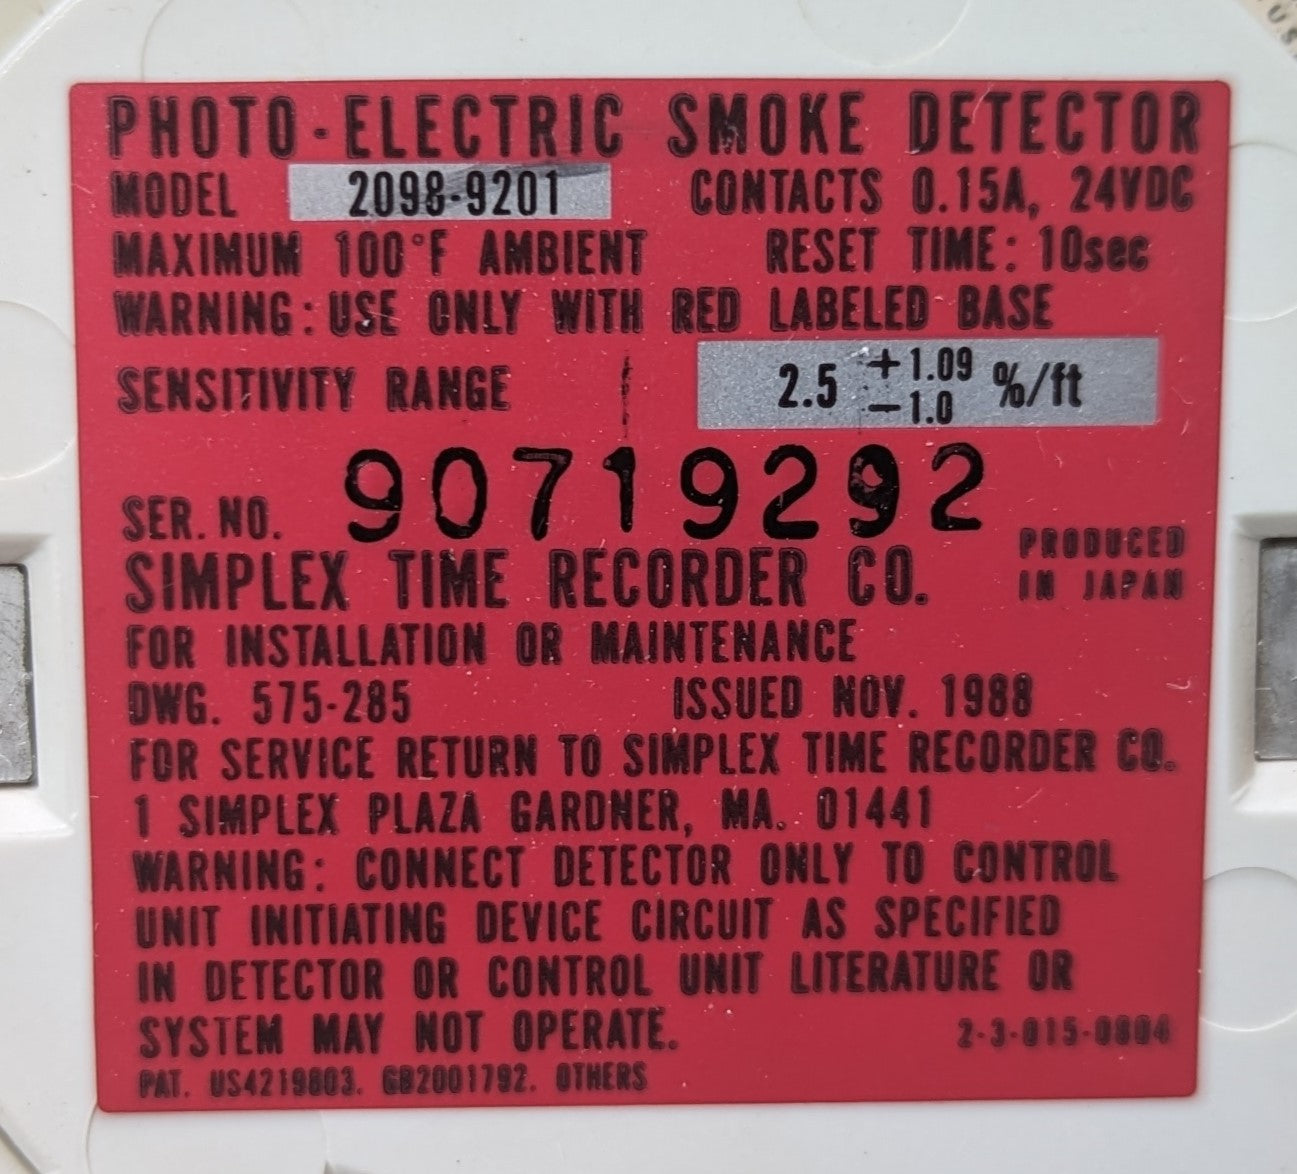 PHOTO-ELECTRIC SMOKE DETECTOR
MODEL 2098-9201 CONTACTS 0.15A, 24VDC
MAXIMUM 100°F AMBIENT RESET TIME: 10sec
WARNING: USE ONLY WITH RED LABELED BASE
SENSITIVITY RANGE 2.5 +1.09 −1.0 %/ft
SER. NO. 90719292
SIMPLEX TIME RECORDER CO. PRODUCED IN JAPAN
FOR INSTALLATION OR MAINTENANCE
DWG. 575-285 ISSUED NOV. 1988
FOR SERVICE RETURN TO SIMPLEX TIME RECORDER CO.
1 SIMPLEX PLAZA GARDNER, MA. 01441
WARNING: CONNECT DETECTOR ONLY TO CONTROL
UNIT INITIATING DEVICE CIRCUIT AS SPECIFIED
IN DETECTOR OR CONTROL UNIT LITERATURE OR
SYSTEM MAY NOT OPERATE. 2-3-015-0804
PAT. US4219803. GB2001792. OTHERS